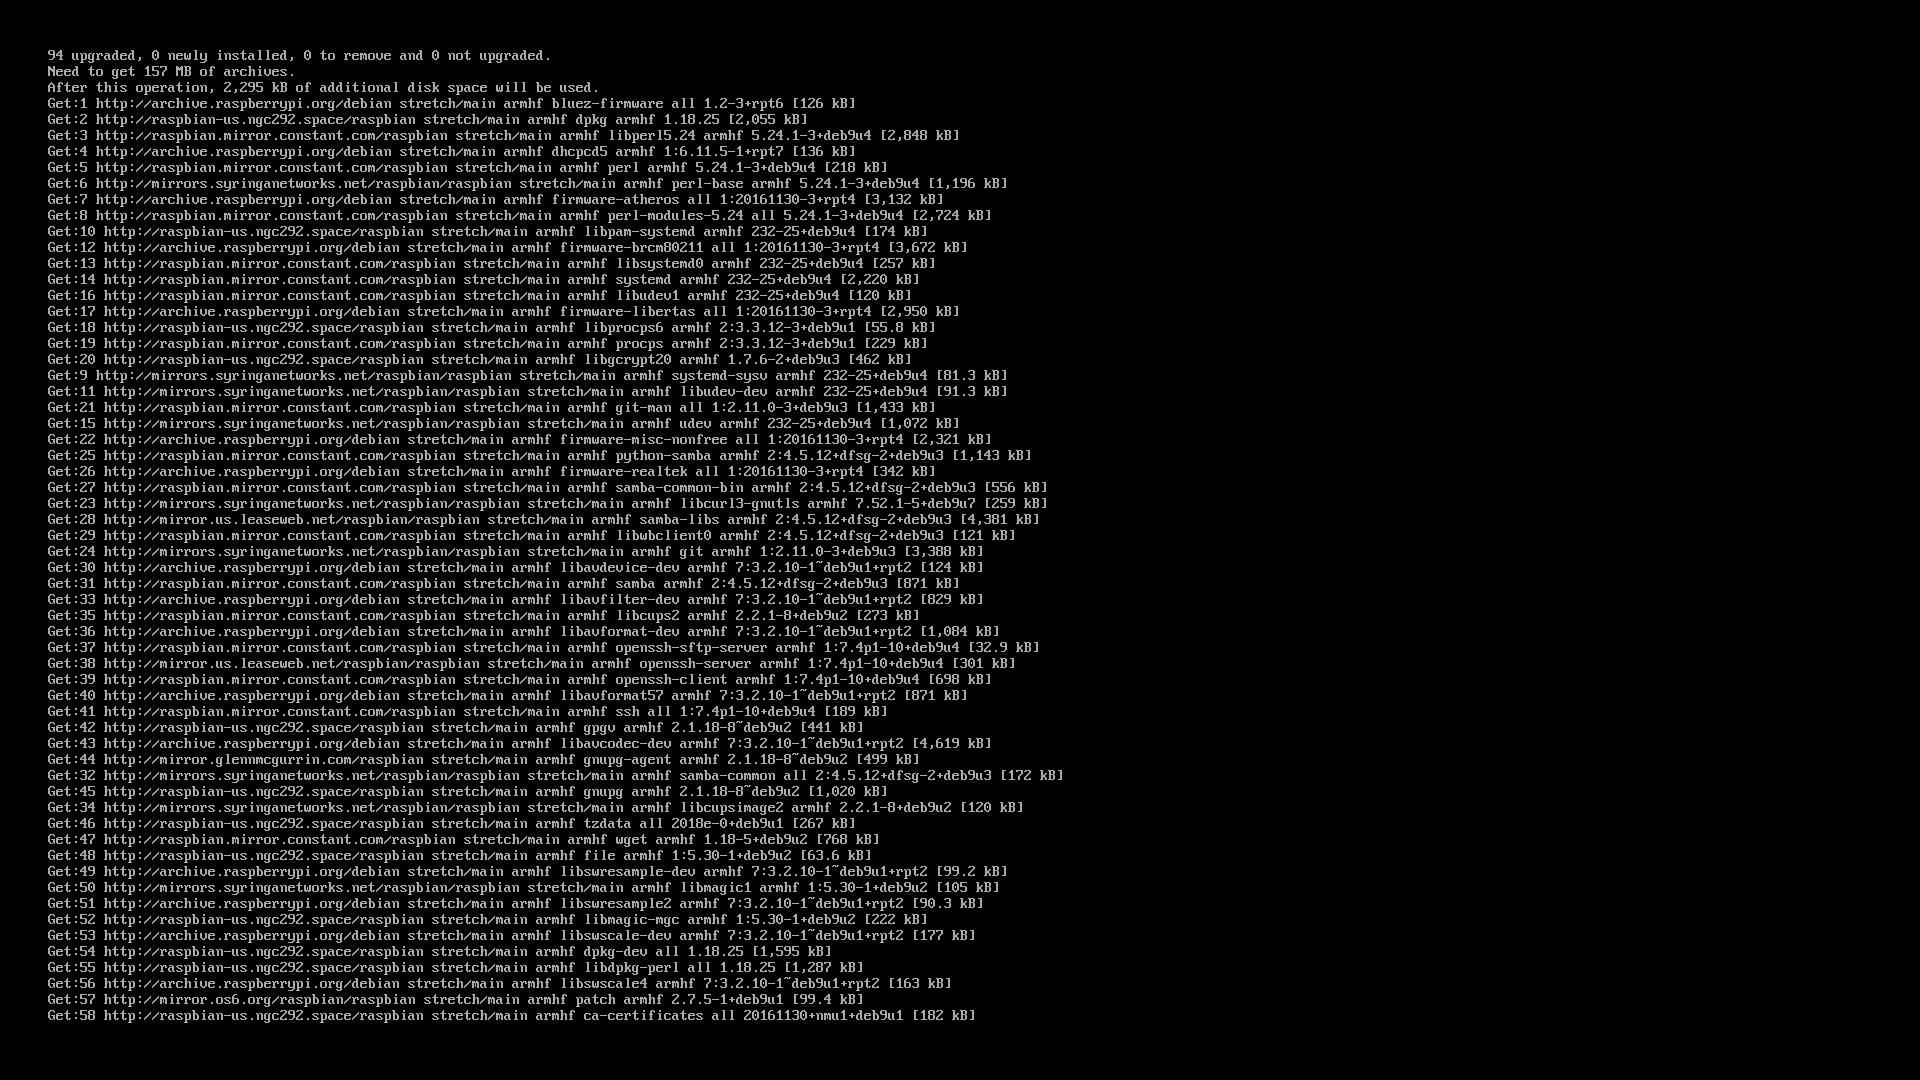 94 upgraded, 0 newly installed, 0 to remove and 0 not upgraded.
Need to get 157 MB of archives.
After this operation, 2,295 kB of additional disk space will be used.
Get:1 http://archive.raspberrypi.org/debian stretch/main armhf bluez-firmware all 1.2-3+rpt6 [126 kB]
Get:2 http://raspbian-us.ngc292.space/raspbian stretch/main armhf dpkg armhf 1.18.25 [2,055 kB]
Get:3 http://raspbian.mirror.constant.com/raspbian stretch/main armhf libperl5.24 armhf 5.24.1-3+deb9u4 [2,848 kB]
Get:4 http://archive.raspberrypi.org/debian stretch/main armhf dhcpcd5 armhf 1:6.11.5-1+rpt7 [136 kB]
Get:5 http://raspbian.mirror.constant.com/raspbian stretch/main armhf perl armhf 5.24.1-3+deb9u4 [218 kB]
Get:6 http://mirrors.syringanetworks.net/raspbian/raspbian stretch/main armhf perl-base armhf 5.24.1-3+deb9u4 [1,196 kB]
Get:7 http://archive.raspberrypi.org/debian stretch/main armhf firmware-atheros all 1:20161130-3+rpt4 [3,132 kB]
Get:8 http://raspbian.mirror.constant.com/raspbian stretch/main armhf perl-modules-5.24 all 5.24.1-3+deb9u4 [2,724 kB]
Get:10 http://raspbian-us.ngc292.space/raspbian stretch/main armhf libpam-systemd armhf 232-25+deb9u4 [174 kB]
Get:12 http://archive.raspberrypi.org/debian stretch/main armhf firmware-brcm80211 all 1:20161130-3+rpt4 [3,672 kB]
Get:13 http://raspbian.mirror.constant.com/raspbian stretch/main armhf libsystemd0 armhf 232-25+deb9u4 [257 kB]
Get:14 http://raspbian.mirror.constant.com/raspbian stretch/main armhf systemd armhf 232-25+deb9u4 [2,220 kB]
Get:16 http://raspbian.mirror.constant.com/raspbian stretch/main armhf libudev1 armhf 232-25+deb9u4 [120 kB]
Get:17 http://archive.raspberrypi.org/debian stretch/main armhf firmware-libertas all 1:20161130-3+rpt4 [2,950 kB]
Get:18 http://raspbian-us.ngc292.space/raspbian stretch/main armhf libprocps6 armhf 2:3.3.12-3+deb9u1 [55.8 kB]
Get:19 http://raspbian.mirror.constant.com/raspbian stretch/main armhf procps armhf 2:3.3.12-3+deb9u1 [229 kB]
Get:20 http://raspbian-us.ngc292.space/raspbian stretch/main armhf libgcrypt20 armhf 1.7.6-2+deb9u3 [462 kB]
Get:9 http://mirrors.syringanetworks.net/raspbian/raspbian stretch/main armhf systemd-sysv armhf 232-25+deb9u4 [81.3 kB]
Get:11 http://mirrors.syringanetworks.net/raspbian/raspbian stretch/main armhf libudev-dev armhf 232-25+deb9u4 [91.3 kB]
Get:21 http://raspbian.mirror.constant.com/raspbian stretch/main armhf git-man all 1:2.11.0-3+deb9u3 [1,433 kB]
Get:15 http://mirrors.syringanetworks.net/raspbian/raspbian stretch/main armhf udev armhf 232-25+deb9u4 [1,072 kB]
Get:22 http://archive.raspberrypi.org/debian stretch/main armhf firmware-misc-nonfree all 1:20161130-3+rpt4 [2,321 kB]
Get:25 http://raspbian.mirror.constant.com/raspbian stretch/main armhf python-samba armhf 2:4.5.12+dfsg-2+deb9u3 [1,143 kB]
Get:26 http://archive.raspberrypi.org/debian stretch/main armhf firmware-realtek all 1:20161130-3+rpt4 [342 kB]
Get:27 http://raspbian.mirror.constant.com/raspbian stretch/main armhf samba-common-bin armhf 2:4.5.12+dfsg-2+deb9u3 [556 kB]
Get:23 http://mirrors.syringanetworks.net/raspbian/raspbian stretch/main armhf libcurl3-gnutls armhf 7.52.1-5+deb9u7 [259 kB]
Get:28 http://mirror.us.leaseweb.net/raspbian/raspbian stretch/main armhf samba-libs armhf 2:4.5.12+dfsg-2+deb9u3 [4,381 kB]
Get:29 http://raspbian.mirror.constant.com/raspbian stretch/main armhf libwbclient0 armhf 2:4.5.12+dfsg-2+deb9u3 [121 kB]
Get:24 http://mirrors.syringanetworks.net/raspbian/raspbian stretch/main armhf git armhf 1:2.11.0-3+deb9u3 [3,388 kB]
Get:30 http://archive.raspberrypi.org/debian stretch/main armhf libavdevice-dev armhf 7:3.2.10-1~deb9u1+rpt2 [124 kB]
Get:31 http://raspbian.mirror.constant.com/raspbian stretch/main armhf samba armhf 2:4.5.12+dfsg-2+deb9u3 [871 kB]
Get:33 http://archive.raspberrypi.org/debian stretch/main armhf libavfilter-dev armhf 7:3.2.10-1~deb9u1+rpt2 [829 kB]
Get:35 http://raspbian.mirror.constant.com/raspbian stretch/main armhf libcups2 armhf 2.2.1-8+deb9u2 [273 kB]
Get:36 http://archive.raspberrypi.org/debian stretch/main armhf libavformat-dev armhf 7:3.2.10-1~deb9u1+rpt2 [1,084 kB]
Get:37 http://raspbian.mirror.constant.com/raspbian stretch/main armhf openssh-sftp-server armhf 1:7.4p1-10+deb9u4 [32.9 kB]
Get:38 http://mirror.us.leaseweb.net/raspbian/raspbian stretch/main armhf openssh-server armhf 1:7.4p1-10+deb9u4 [301 kB]
Get:39 http://raspbian.mirror.constant.com/raspbian stretch/main armhf openssh-client armhf 1:7.4p1-10+deb9u4 [698 kB]
Get:40 http://archive.raspberrypi.org/debian stretch/main armhf libavformat57 armhf 7:3.2.10-1~deb9u1+rpt2 [871 kB]
Get:41 http://raspbian.mirror.constant.com/raspbian stretch/main armhf ssh all 1:7.4p1-10+deb9u4 [189 kB]
Get:42 http://raspbian-us.ngc292.space/raspbian stretch/main armhf gpgv armhf 2.1.18-8~deb9u2 [441 kB]
Get:43 http://archive.raspberrypi.org/debian stretch/main armhf libavcodec-dev armhf 7:3.2.10-1~deb9u1+rpt2 [4,619 kB]
Get:44 http://mirror.glennmcgurrin.com/raspbian stretch/main armhf gnupg-agent armhf 2.1.18-8~deb9u2 [499 kB]
Get:32 http://mirrors.syringanetworks.net/raspbian/raspbian stretch/main armhf samba-common all 2:4.5.12+dfsg-2+deb9u3 [172 kB]
Get:45 http://raspbian-us.ngc292.space/raspbian stretch/main armhf gnupg armhf 2.1.18-8~deb9u2 [1,020 kB]
Get:34 http://mirrors.syringanetworks.net/raspbian/raspbian stretch/main armhf libcupsimage2 armhf 2.2.1-8+deb9u2 [120 kB]
Get:46 http://raspbian-us.ngc292.space/raspbian stretch/main armhf tzdata all 2018e-0+deb9u1 [267 kB]
Get:47 http://raspbian.mirror.constant.com/raspbian stretch/main armhf wget armhf 1.18-5+deb9u2 [768 kB]
Get:48 http://raspbian-us.ngc292.space/raspbian stretch/main armhf file armhf 1:5.30-1+deb9u2 [63.6 kB]
Get:49 http://archive.raspberrypi.org/debian stretch/main armhf libswresample-dev armhf 7:3.2.10-1~deb9u1+rpt2 [99.2 kB]
Get:50 http://mirrors.syringanetworks.net/raspbian/raspbian stretch/main armhf libmagic1 armhf 1:5.30-1+deb9u2 [105 kB]
Get:51 http://archive.raspberrypi.org/debian stretch/main armhf libswresample2 armhf 7:3.2.10-1~deb9u1+rpt2 [90.3 kB]
Get:52 http://raspbian-us.ngc292.space/raspbian stretch/main armhf libmagic-mgc armhf 1:5.30-1+deb9u2 [222 kB]
Get:53 http://archive.raspberrypi.org/debian stretch/main armhf libswscale-dev armhf 7:3.2.10-1~deb9u1+rpt2 [177 kB]
Get:54 http://raspbian-us.ngc292.space/raspbian stretch/main armhf dpkg-dev all 1.18.25 [1,595 kB]
Get:55 http://raspbian-us.ngc292.space/raspbian stretch/main armhf libdpkg-perl all 1.18.25 [1,287 kB]
Get:56 http://archive.raspberrypi.org/debian stretch/main armhf libswscale4 armhf 7:3.2.10-1~deb9u1+rpt2 [163 kB]
Get:57 http://mirror.os6.org/raspbian/raspbian stretch/main armhf patch armhf 2.7.5-1+deb9u1 [99.4 kB]
Get:58 http://raspbian-us.ngc292.space/raspbian stretch/main armhf ca-certificates all 20161130+nmu1+deb9u1 [182 kB]